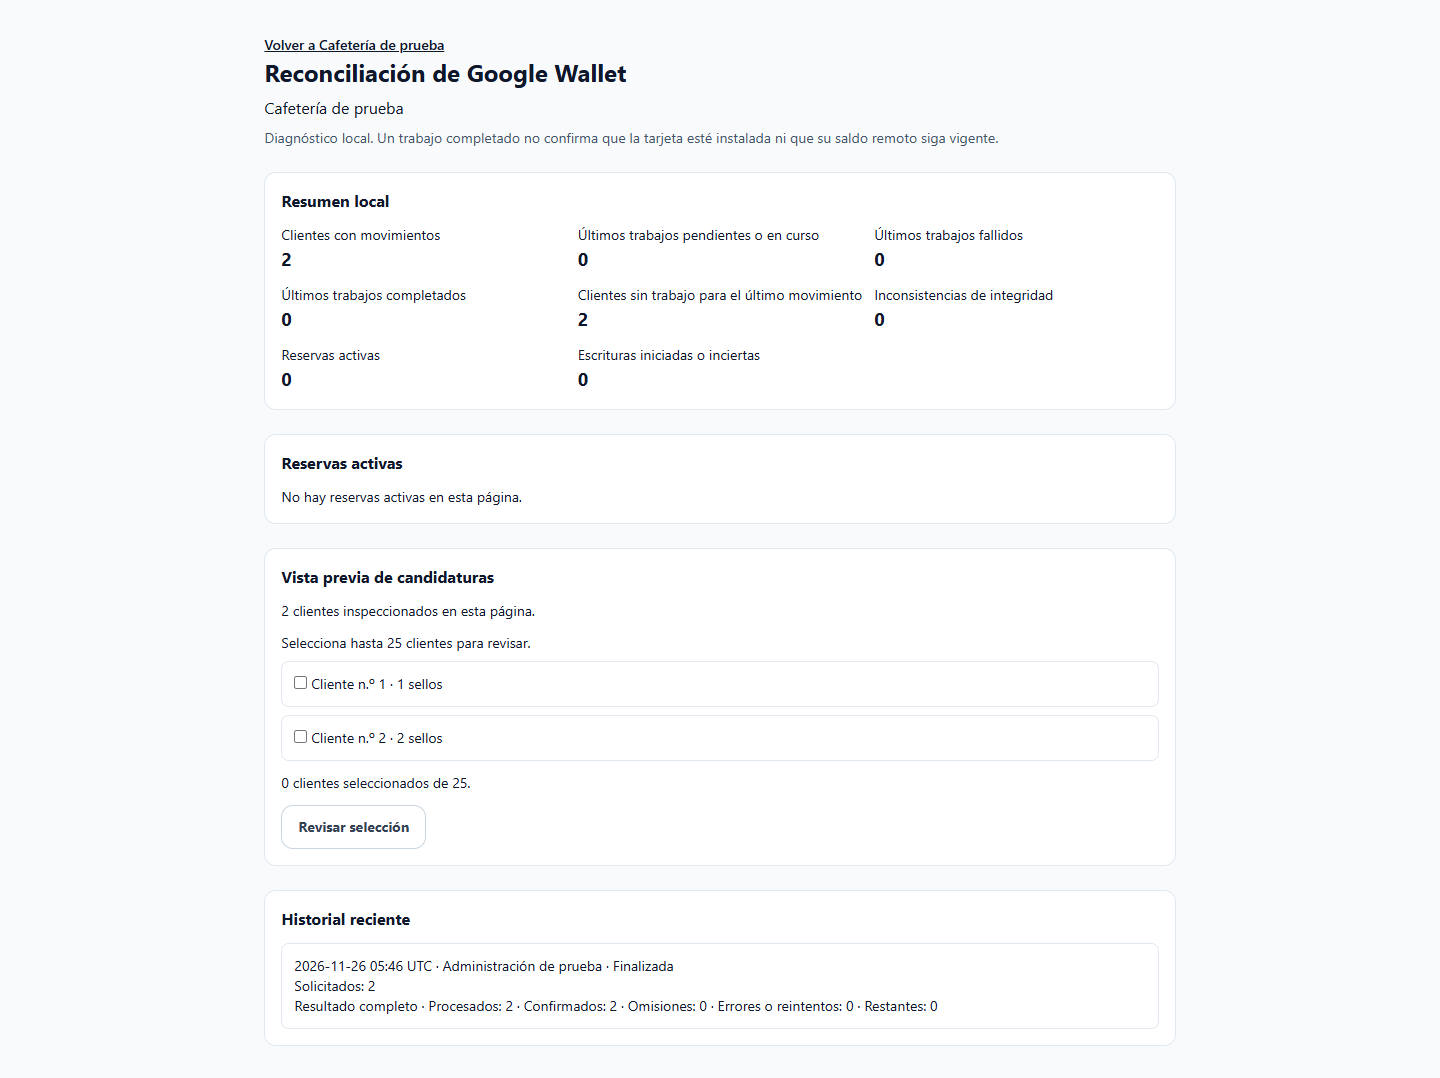 Volver a Cafetería de prueba
Reconciliación de Google Wallet
Cafetería de prueba
Diagnóstico local. Un trabajo completado no confirma que la tarjeta esté instalada ni que su saldo remoto siga vigente.
Resumen local
Clientes con movimientos
2
Últimos trabajos pendientes o en curso
0
Últimos trabajos fallidos
0
Últimos trabajos completados
0
Clientes sin trabajo para el último movimiento
2
Inconsistencias de integridad
0
Reservas activas
0
Escrituras iniciadas o inciertas
0
Reservas activas
No hay reservas activas en esta página.
Vista previa de candidaturas
2 clientes inspeccionados en esta página.
Selecciona hasta 25 clientes para revisar.
Cliente n.º 1 · 1 sellos
Cliente n.º 2 · 2 sellos
0 clientes seleccionados de 25.
Revisar selección
Historial reciente
2026-11-26 05:46 UTC · Administración de prueba · Finalizada
Solicitados: 2
Resultado completo · Procesados: 2 · Confirmados: 2 · Omisiones: 0 · Errores o reintentos: 0 · Restantes: 0